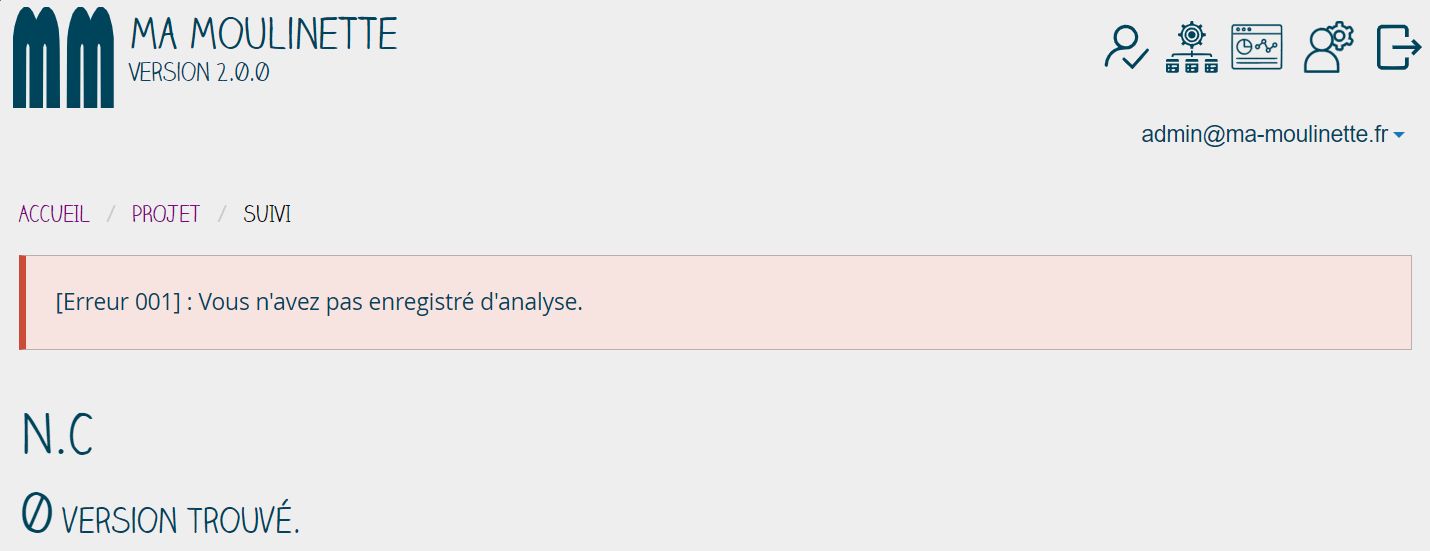 MA MOULINETTE
VERSION 2.0.0
admin@ma-moulinette.fr
ACCUEIL / PROJET / SUIVI
[Erreur 001] : Vous n'avez pas enregistré d'analyse.
N.C
0 VERSION TROUVÉ.